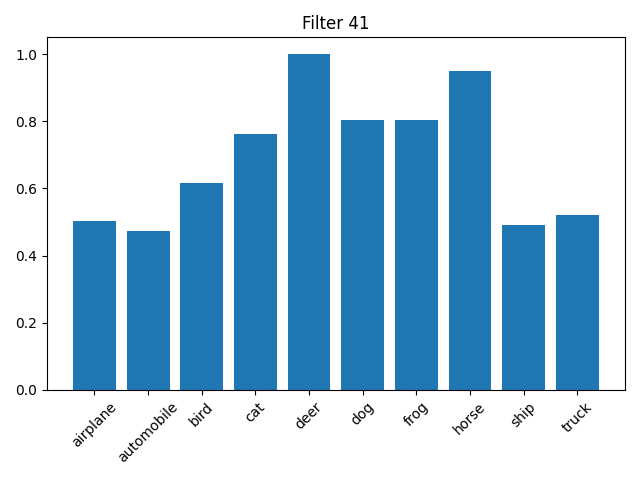 Filter 41
1.0
0.8
0.6
0.4
0.2
0.0
airplane
automobile
bird
cat
deer
dog
frog
horse
ship
truck